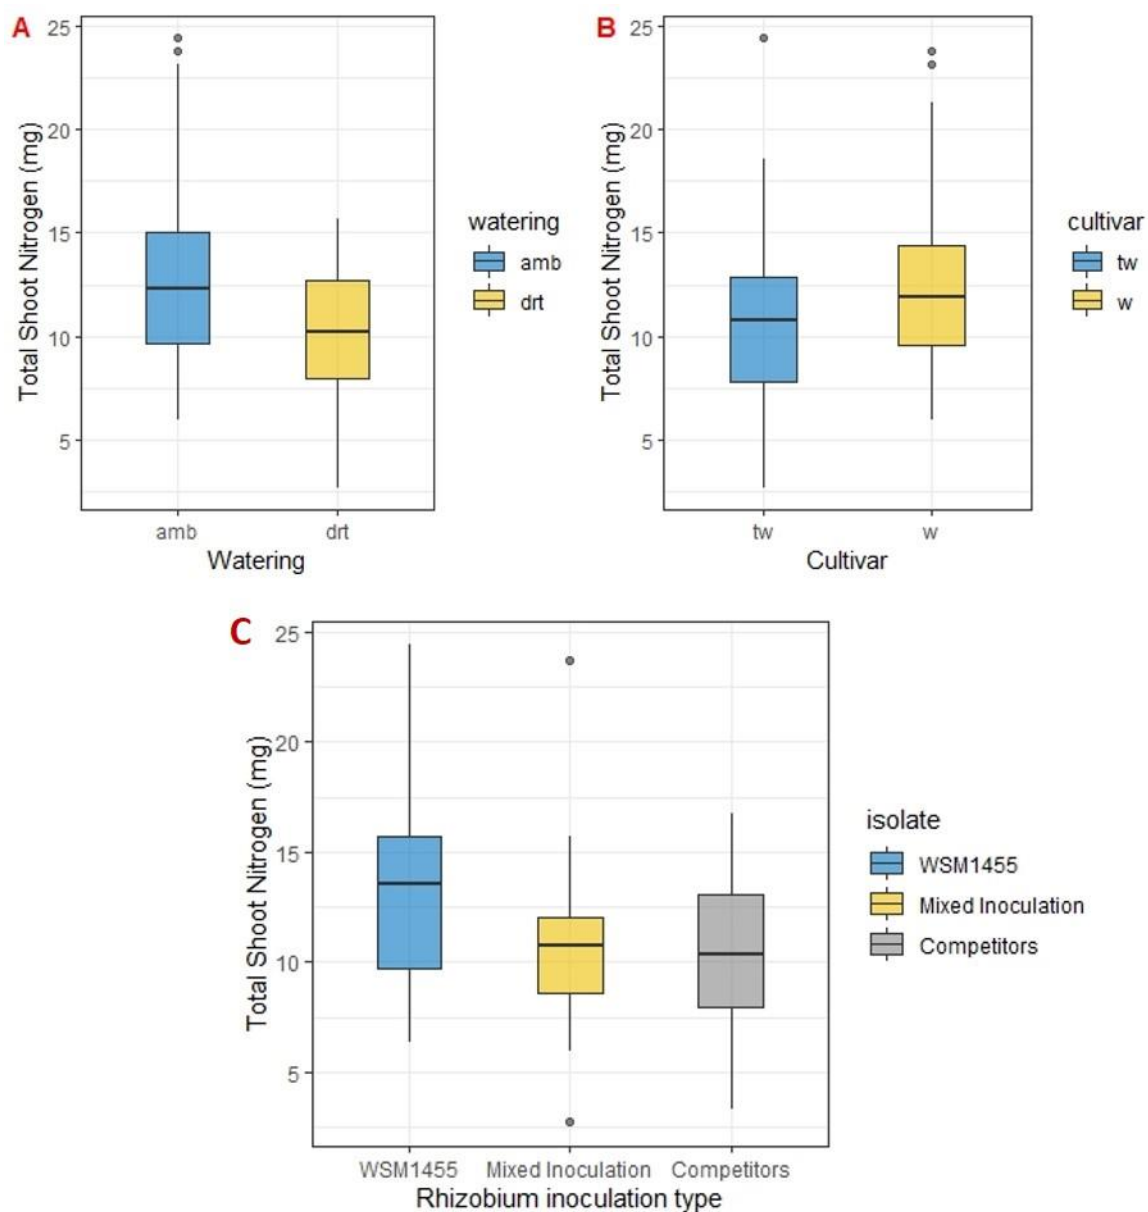 A
Total Shoot Nitrogen (mg)
25
20
15
10
5
amb
drt
Watering
watering
amb
drt
B
Total Shoot Nitrogen (mg)
25
20
15
10
5
tw
w
Cultivar
cultivar
tw
w
C
Total Shoot Nitrogen (mg)
25
20
15
10
5
WSM1455
Mixed Inoculation
Competitors
Rhizobium inoculation type
isolate
WSM1455
Mixed Inoculation
Competitors